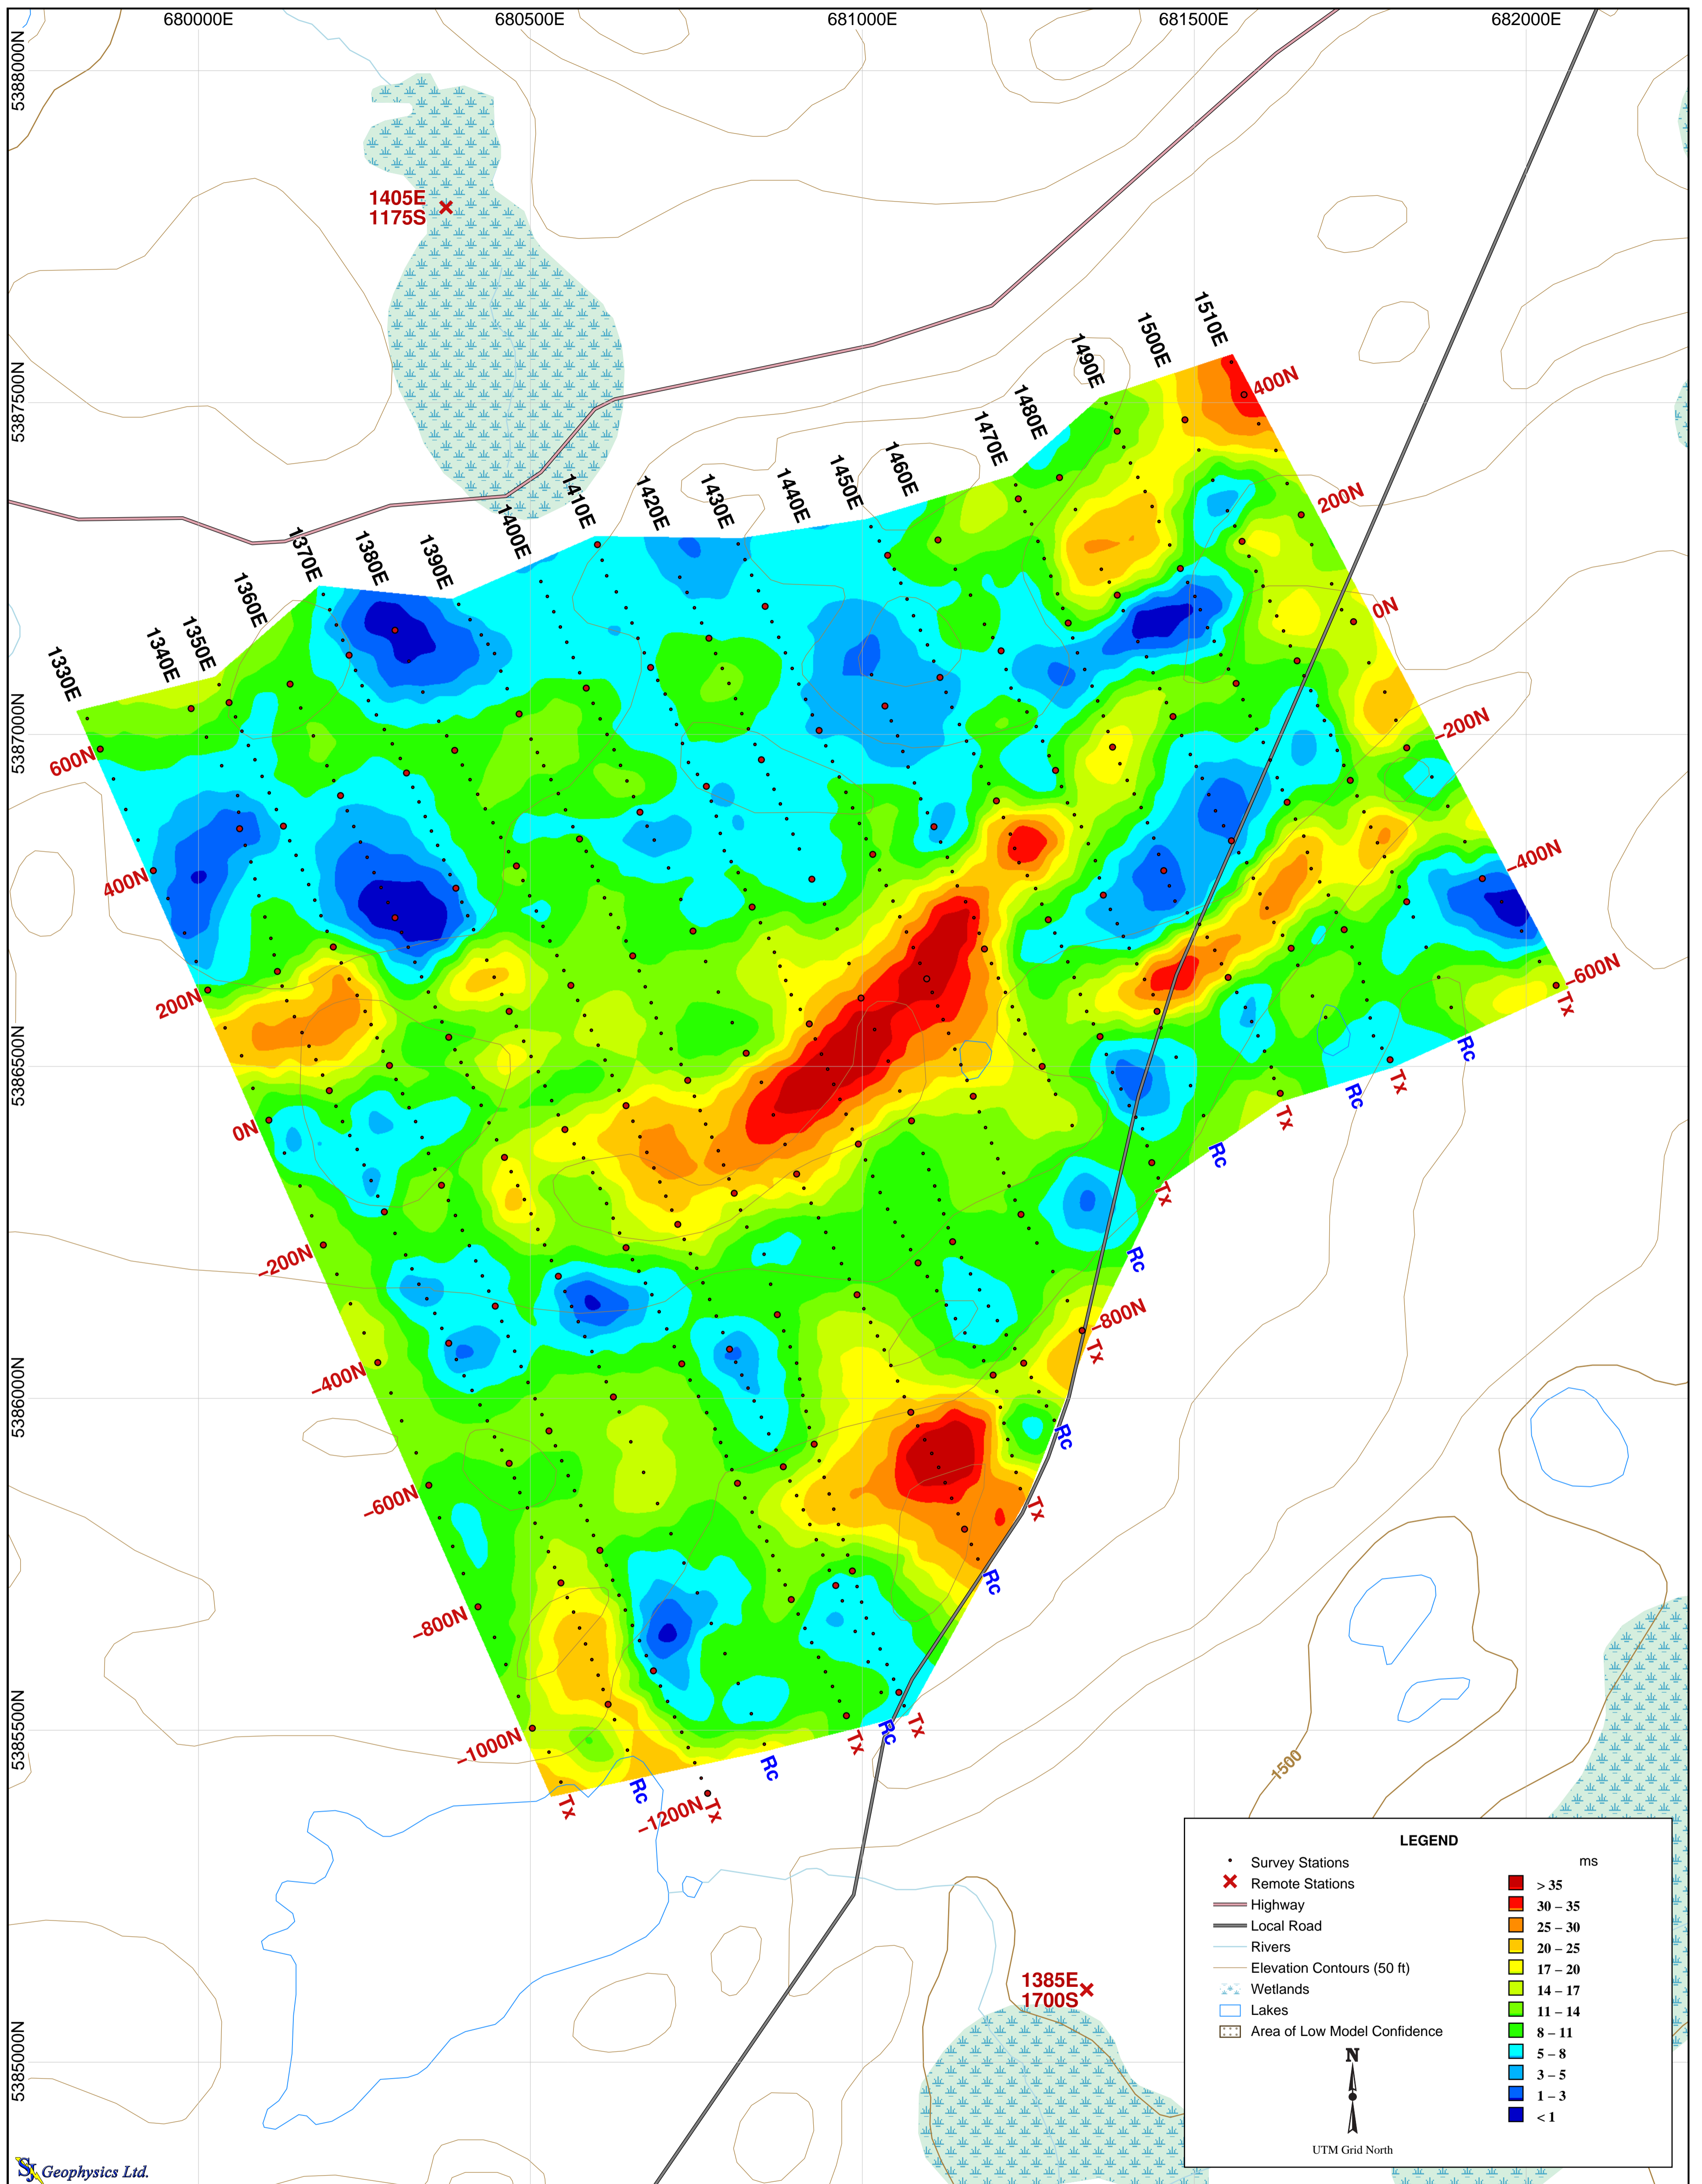 680000E
680500E
681000E
681500E
682000E
5388000N
5387500N
5387000N
5386500N
5386000N
5385500N
5385000N
1405E
1175S
1510E
1500E
1490E
1480E
1470E
1460E
1450E
1440E
1430E
1420E
1410E
1400E
1390E
1380E
1370E
1360E
1350E
1340E
1330E
400N
200N
0N
−200N
−400N
−600N
Tx
Rc
Tx
Rc
Tx
Rc
Tx
Rc
−800N
Tx
Rc
Tx
Rc
Tx
Rc
Tx
Rc
Tx
Rc
Tx
600N
400N
200N
0N
−200N
−400N
−600N
−800N
−1000N
−1200N
1500
1385E
1700S
LEGEND
Survey Stations
Remote Stations
Highway
Local Road
Rivers
Elevation Contours (50 ft)
Wetlands
Lakes
Area of Low Model Confidence
ms
> 35
30 – 35
25 – 30
20 – 25
17 – 20
14 – 17
11 – 14
8 – 11
5 – 8
3 – 5
1 – 3
< 1
N
UTM Grid North
SJ Geophysics Ltd.